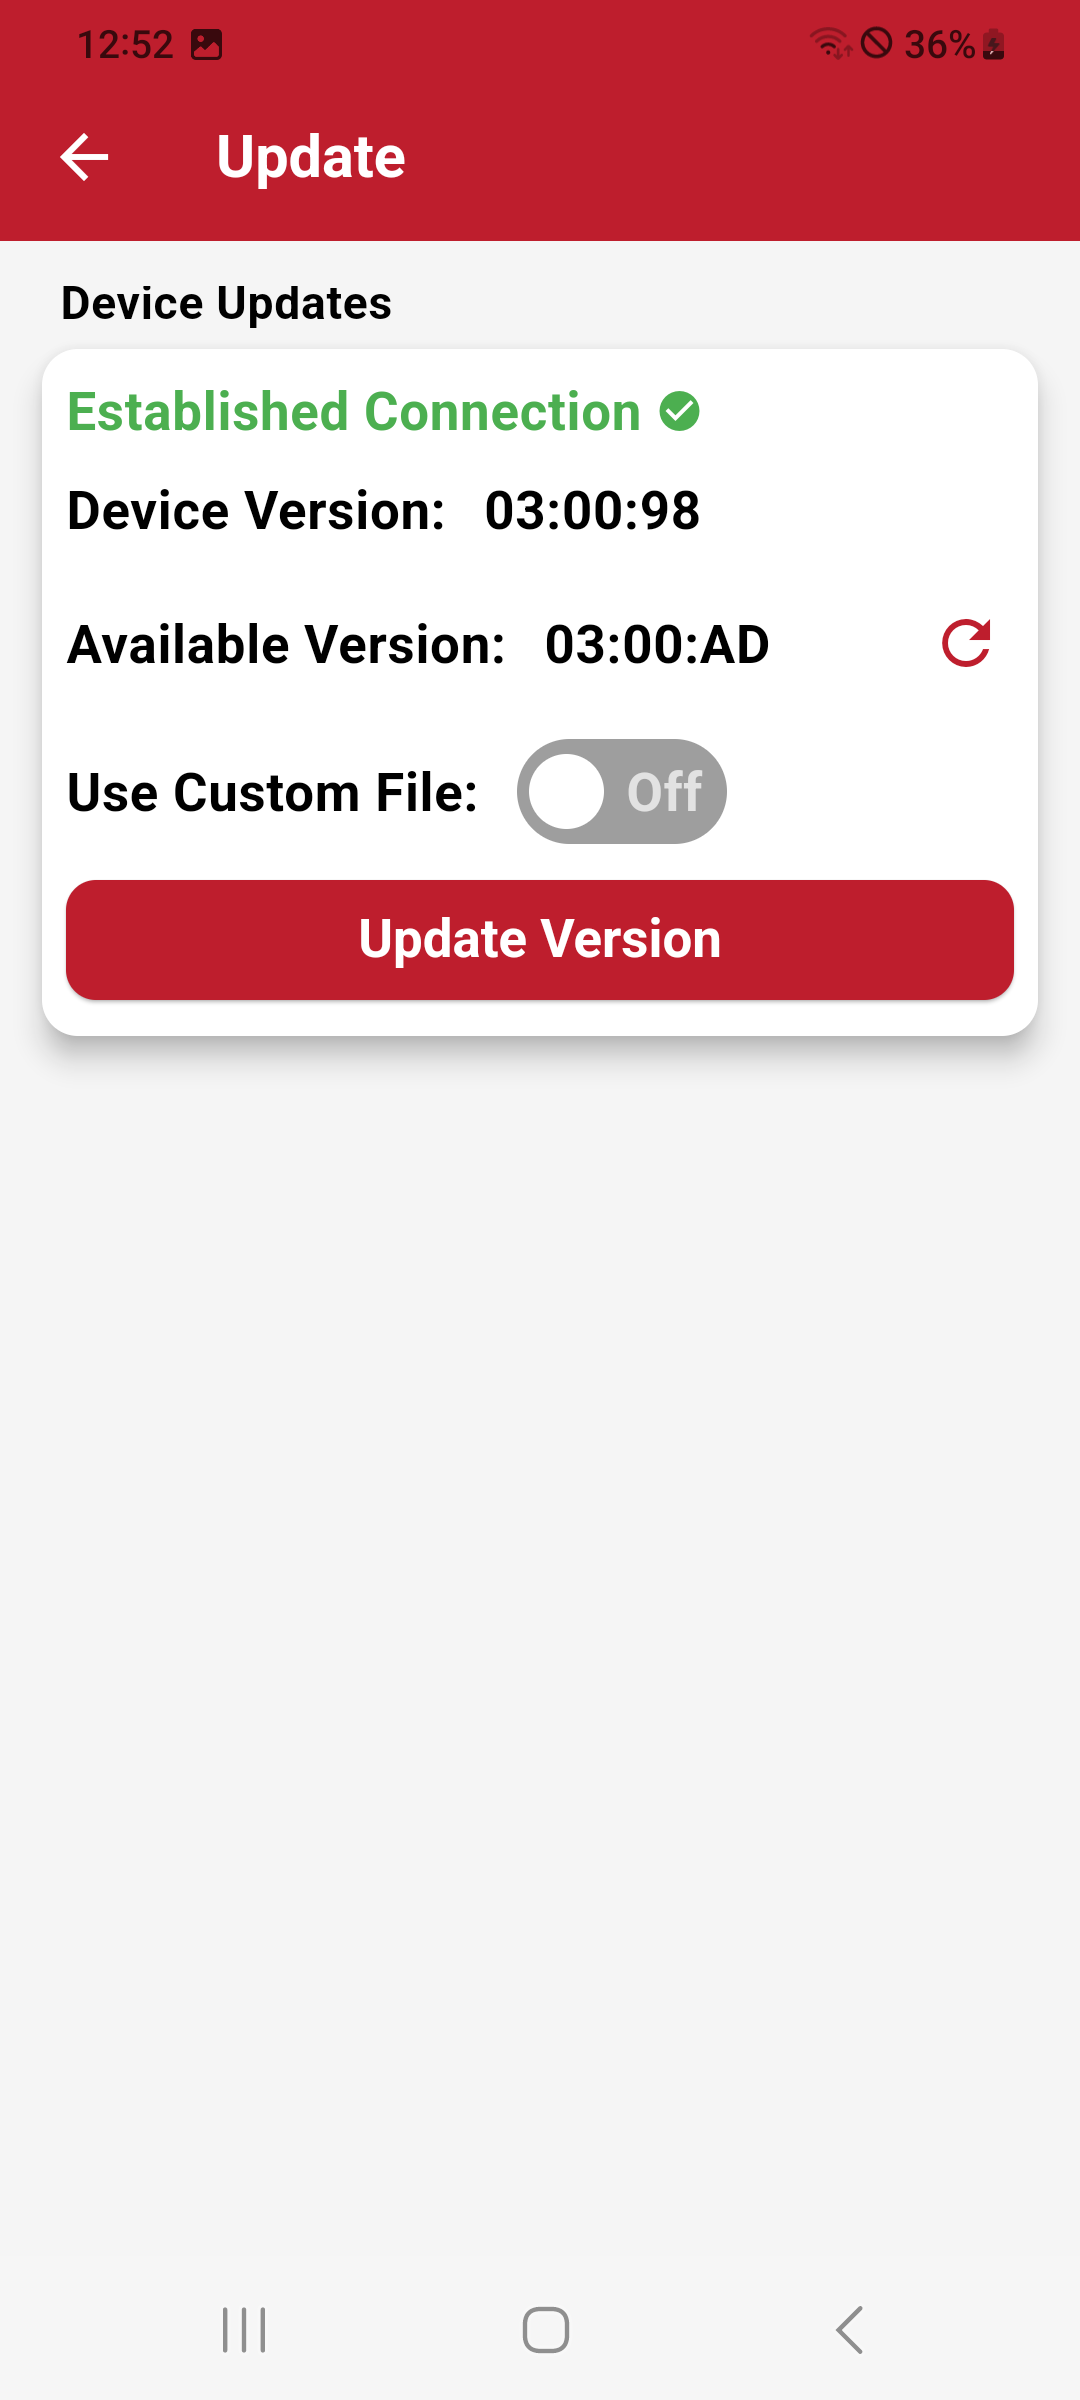 12:52
36%
Update
Device Updates
Established Connection
Device Version: 03:00:98
Available Version: 03:00:AD
Use Custom File: Off
Update Version